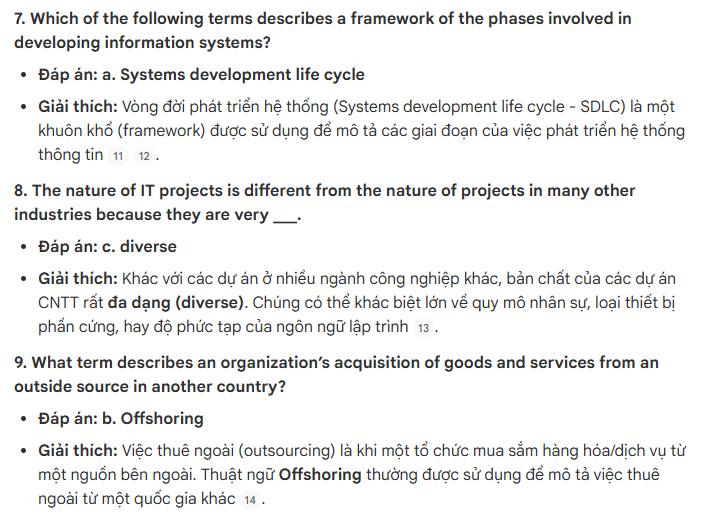 7. Which of the following terms describes a framework of the phases involved in
developing information systems?
• Đáp án: a. Systems development life cycle
• Giải thích: Vòng đời phát triển hệ thống (Systems development life cycle - SDLC) là một
khuôn khổ (framework) được sử dụng để mô tả các giai đoạn của việc phát triển hệ thống
thông tin 11 12 .
8. The nature of IT projects is different from the nature of projects in many other
industries because they are very ___.
• Đáp án: c. diverse
• Giải thích: Khác với các dự án ở nhiều ngành công nghiệp khác, bản chất của các dự án
CNTT rất đa dạng (diverse). Chúng có thể khác biệt lớn về quy mô nhân sự, loại thiết bị
phần cứng, hay độ phức tạp của ngôn ngữ lập trình 13 .
9. What term describes an organization’s acquisition of goods and services from an
outside source in another country?
• Đáp án: b. Offshoring
• Giải thích: Việc thuê ngoài (outsourcing) là khi một tổ chức mua sắm hàng hóa/dịch vụ từ
một nguồn bên ngoài. Thuật ngữ Offshoring thường được sử dụng để mô tả việc thuê
ngoài từ một quốc gia khác 14 .